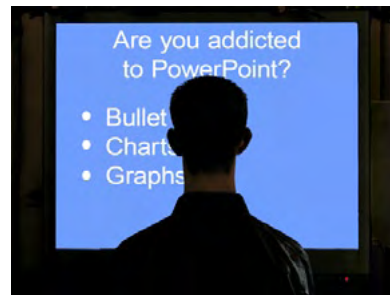 Are you addicted
to PowerPoint?
• Bullet
• Charts
• Graphs